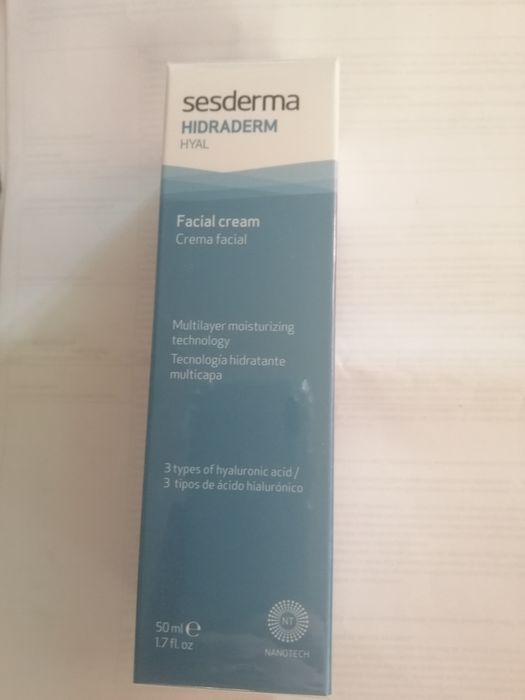 sesderma
HIDRADERM
HYAL
Facial cream
Crema facial
Multilayer moisturizing
technology
Tecnología hidratante
multicapa
3 types of hyaluronic acid /
3 tipos de ácido hialurónico
50 ml e
1.7 fl. oz
NT
NANOTECH